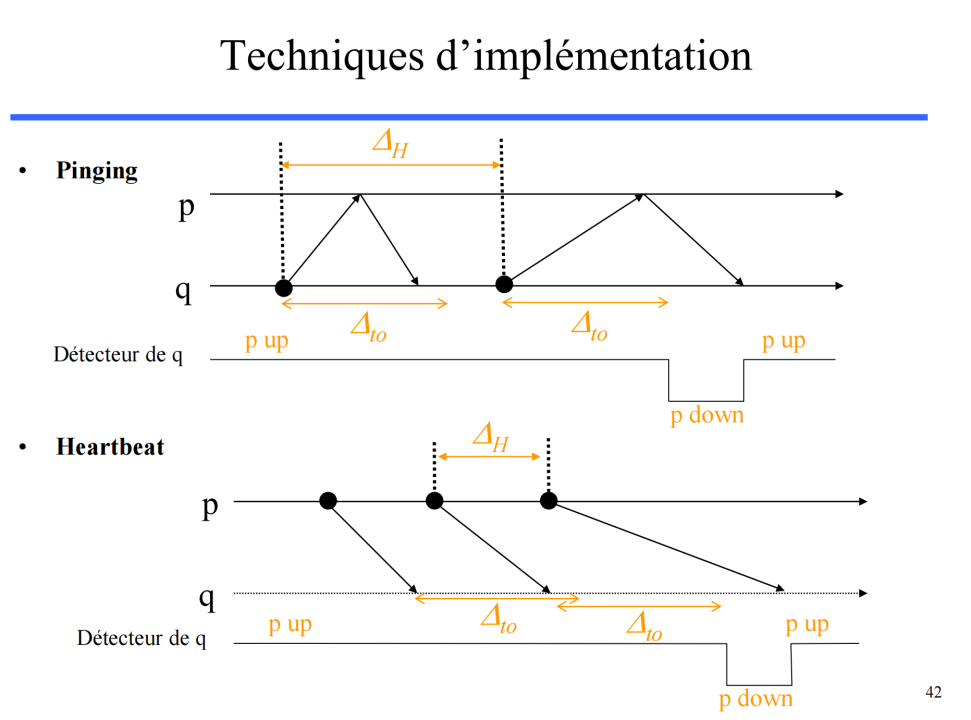 Techniques d’implémentation
ΔH
• Pinging
p
q
Δto Δto
p up p up
Détecteur de q
p down
• Heartbeat
ΔH
p
q
Δto Δto
p up p up
Détecteur de q
p down
42